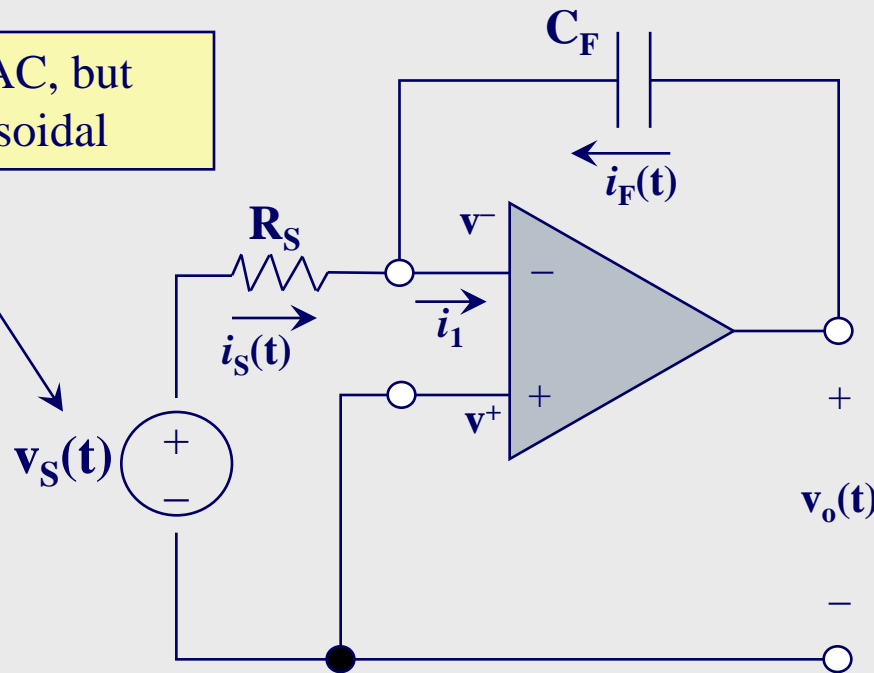 AC, but
soidal
C_F
i_F(t)
v⁻
R_S
−
i_S(t)
i_1
+
v⁺
+
v_S(t)
+
−
v_o(t)
−